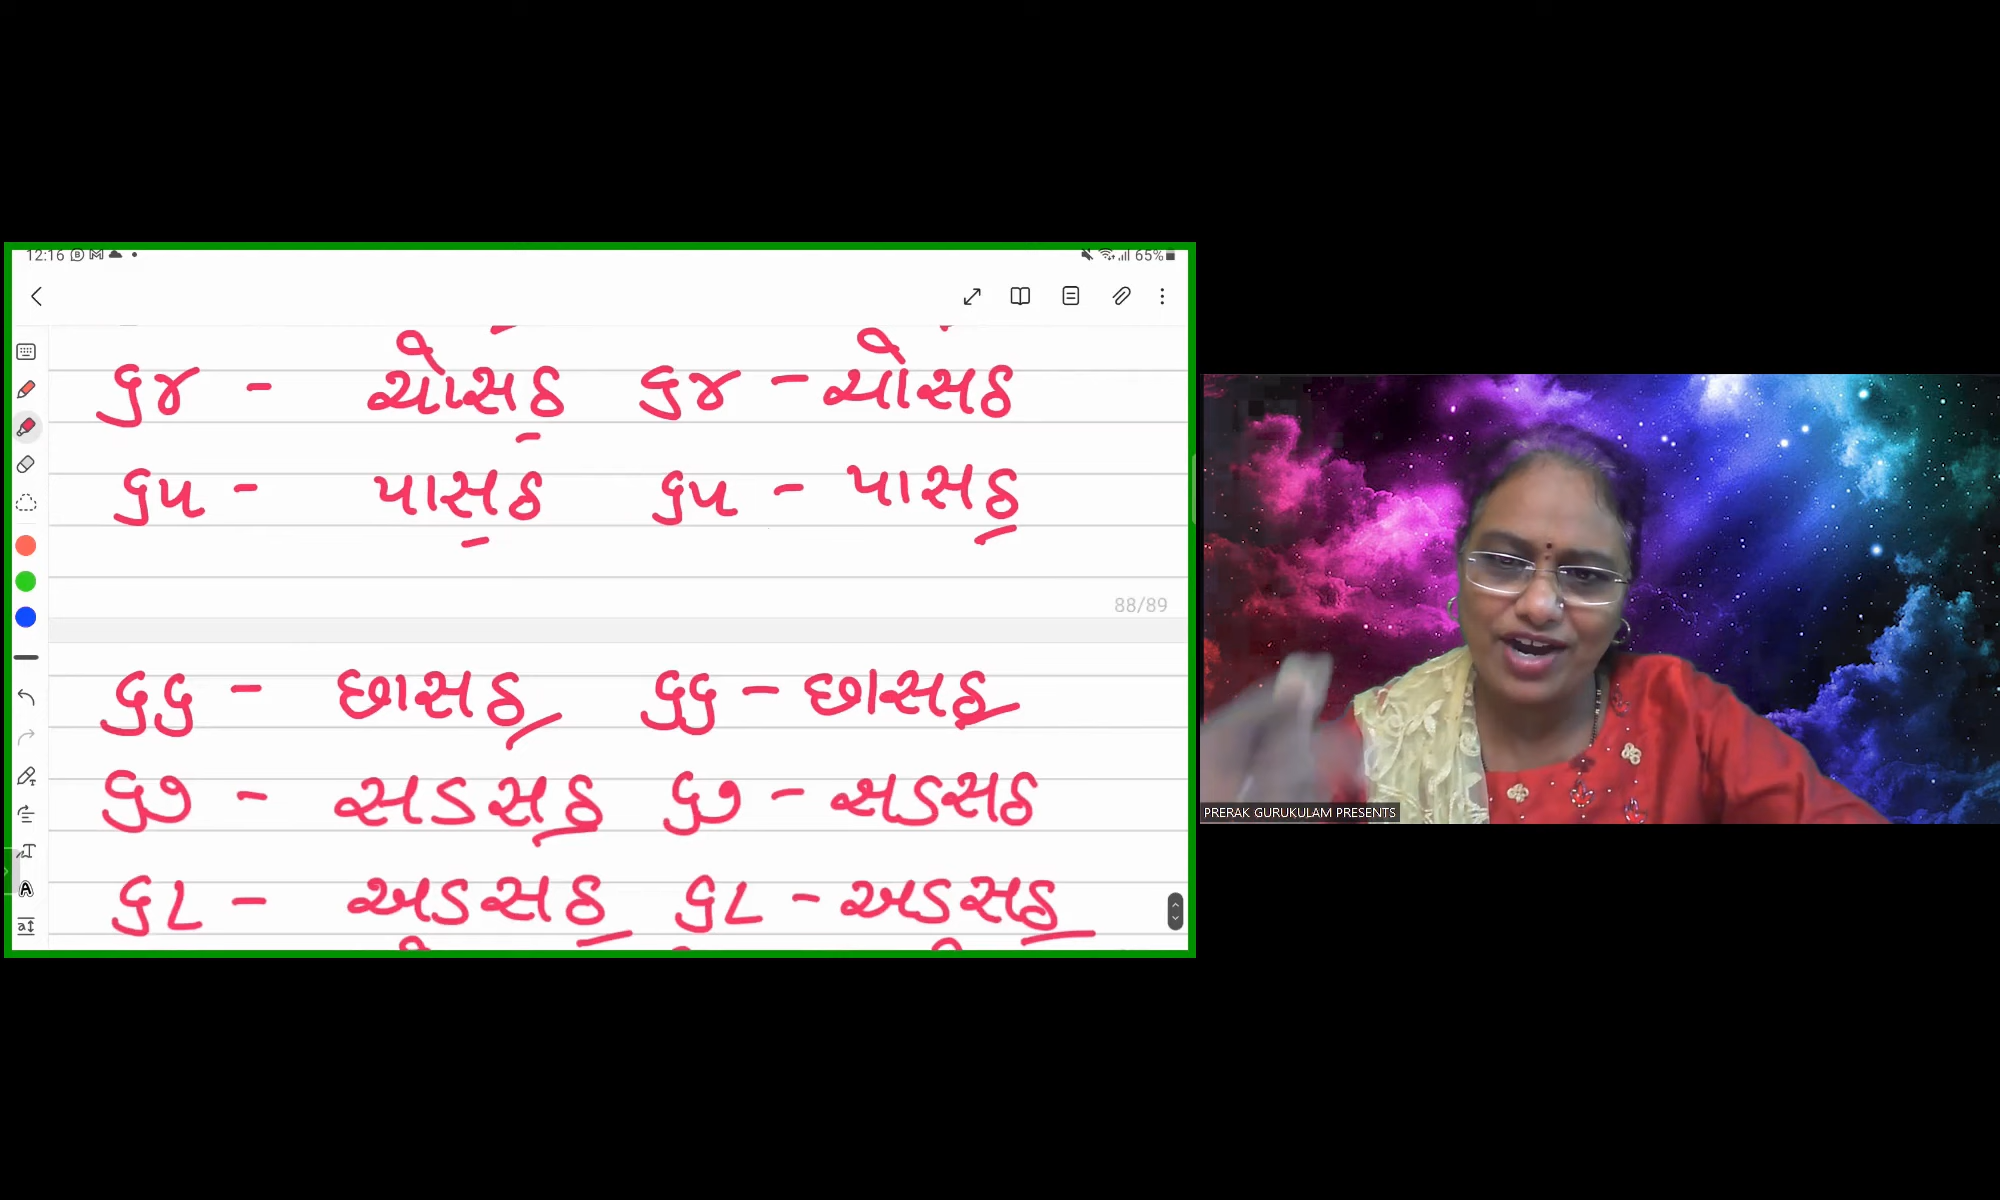 12:16 65%
૬૪ - ચોસઠ ૬૪ - ચોસઠ
૬૫ - પાસઠ ૬૫ - પાસઠ
88/89
૬૬ - છાસઠ ૬૬ - છાસઠ
૬૭ - સડસઠ ૬૭ - સડસઠ
૬૮ - અડસઠ ૬૮ - અડસઠ
PRERAK GURUKULAM PRESENTS